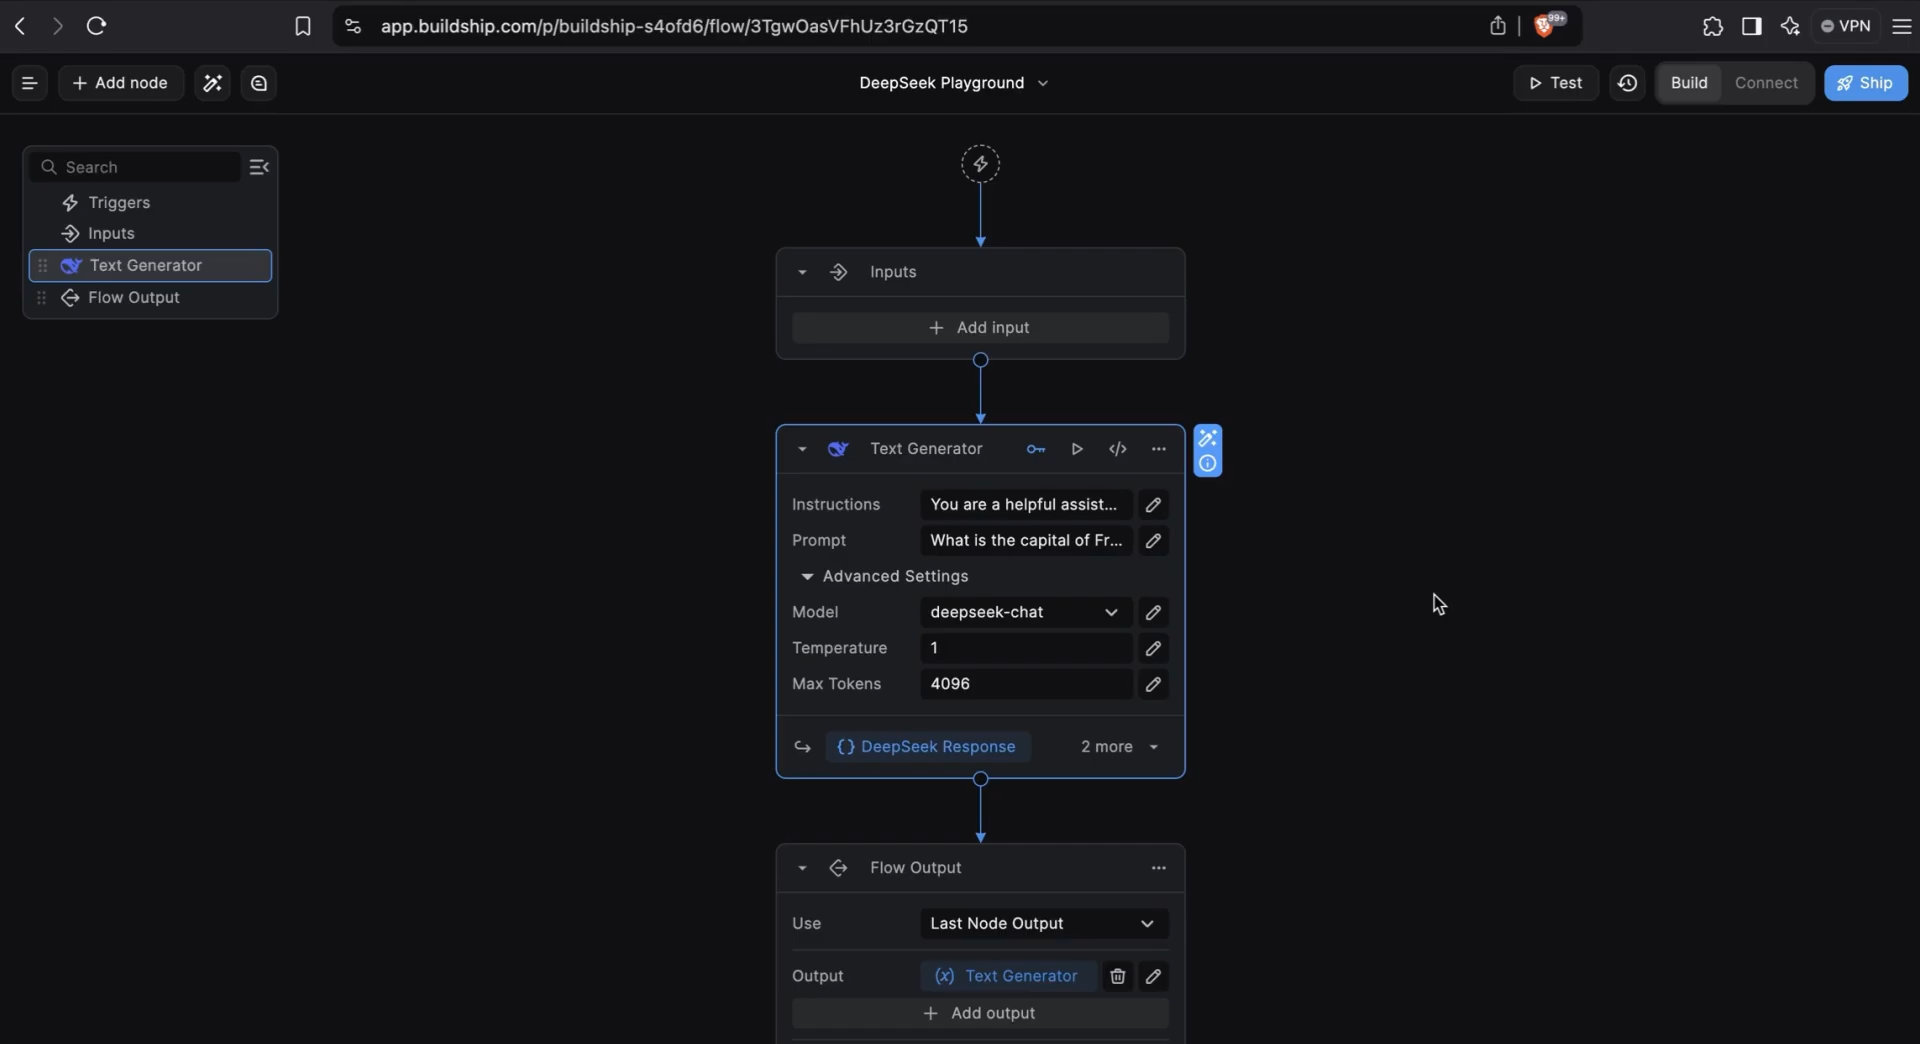 app.buildship.com/p/buildship-s4ofd6/flow/3TgwOasVFhUz3rGzQT15
99+
VPN
Add node
DeepSeek Playground
Test
Build
Connect
Ship
Search
Triggers
Inputs
Text Generator
Flow Output
Inputs
Add input
Text Generator
Instructions You are a helpful assist...
Prompt What is the capital of Fr...
Advanced Settings
Model deepseek-chat
Temperature 1
Max Tokens 4096
{} DeepSeek Response 2 more
Flow Output
Use Last Node Output
Output (x) Text Generator
Add output